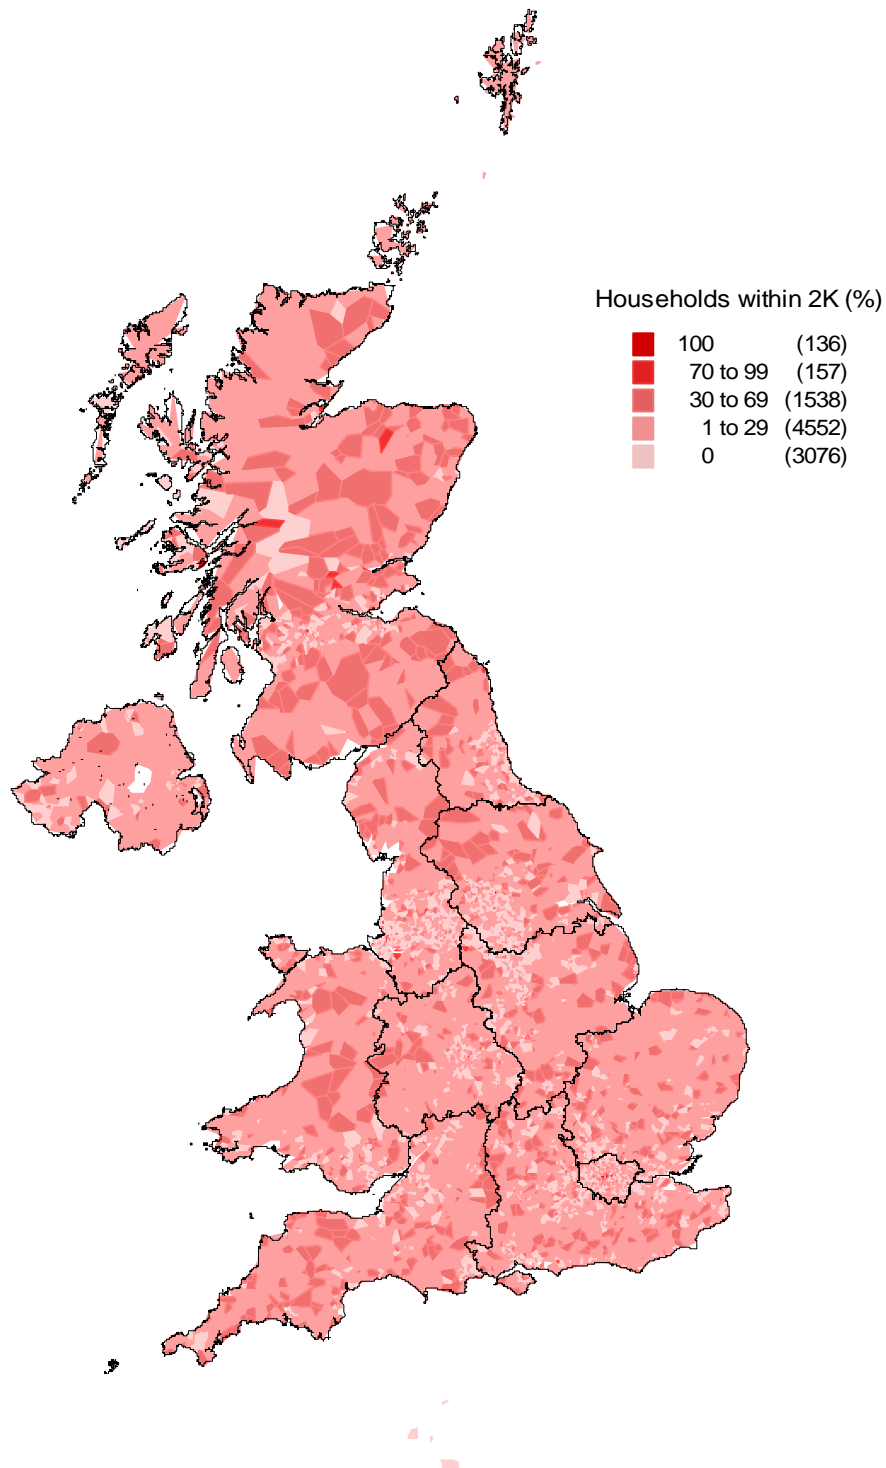 Households within 2K (%)
100 (136)
70 to 99 (157)
30 to 69 (1538)
1 to 29 (4552)
0 (3076)